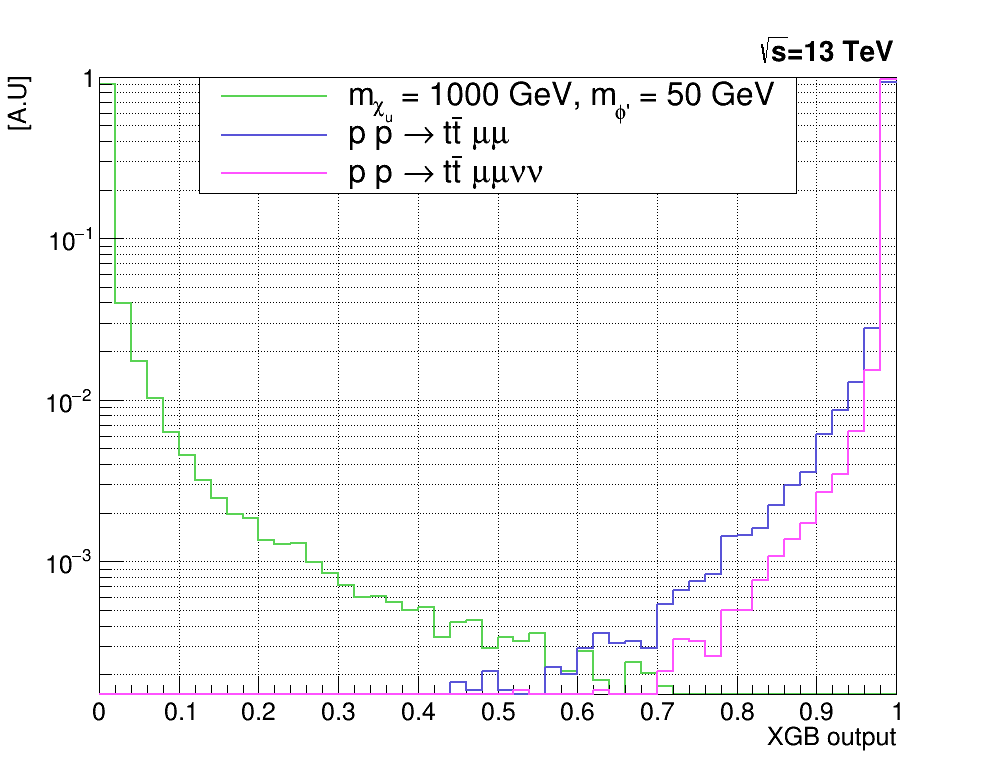 √s=13 TeV
[A.U]
m_χ_u = 1000 GeV, m_ϕ' = 50 GeV
p p → tt̄ μμ
p p → tt̄ μμνν
1
10⁻¹
10⁻²
10⁻³
0 0.1 0.2 0.3 0.4 0.5 0.6 0.7 0.8 0.9 1
XGB output